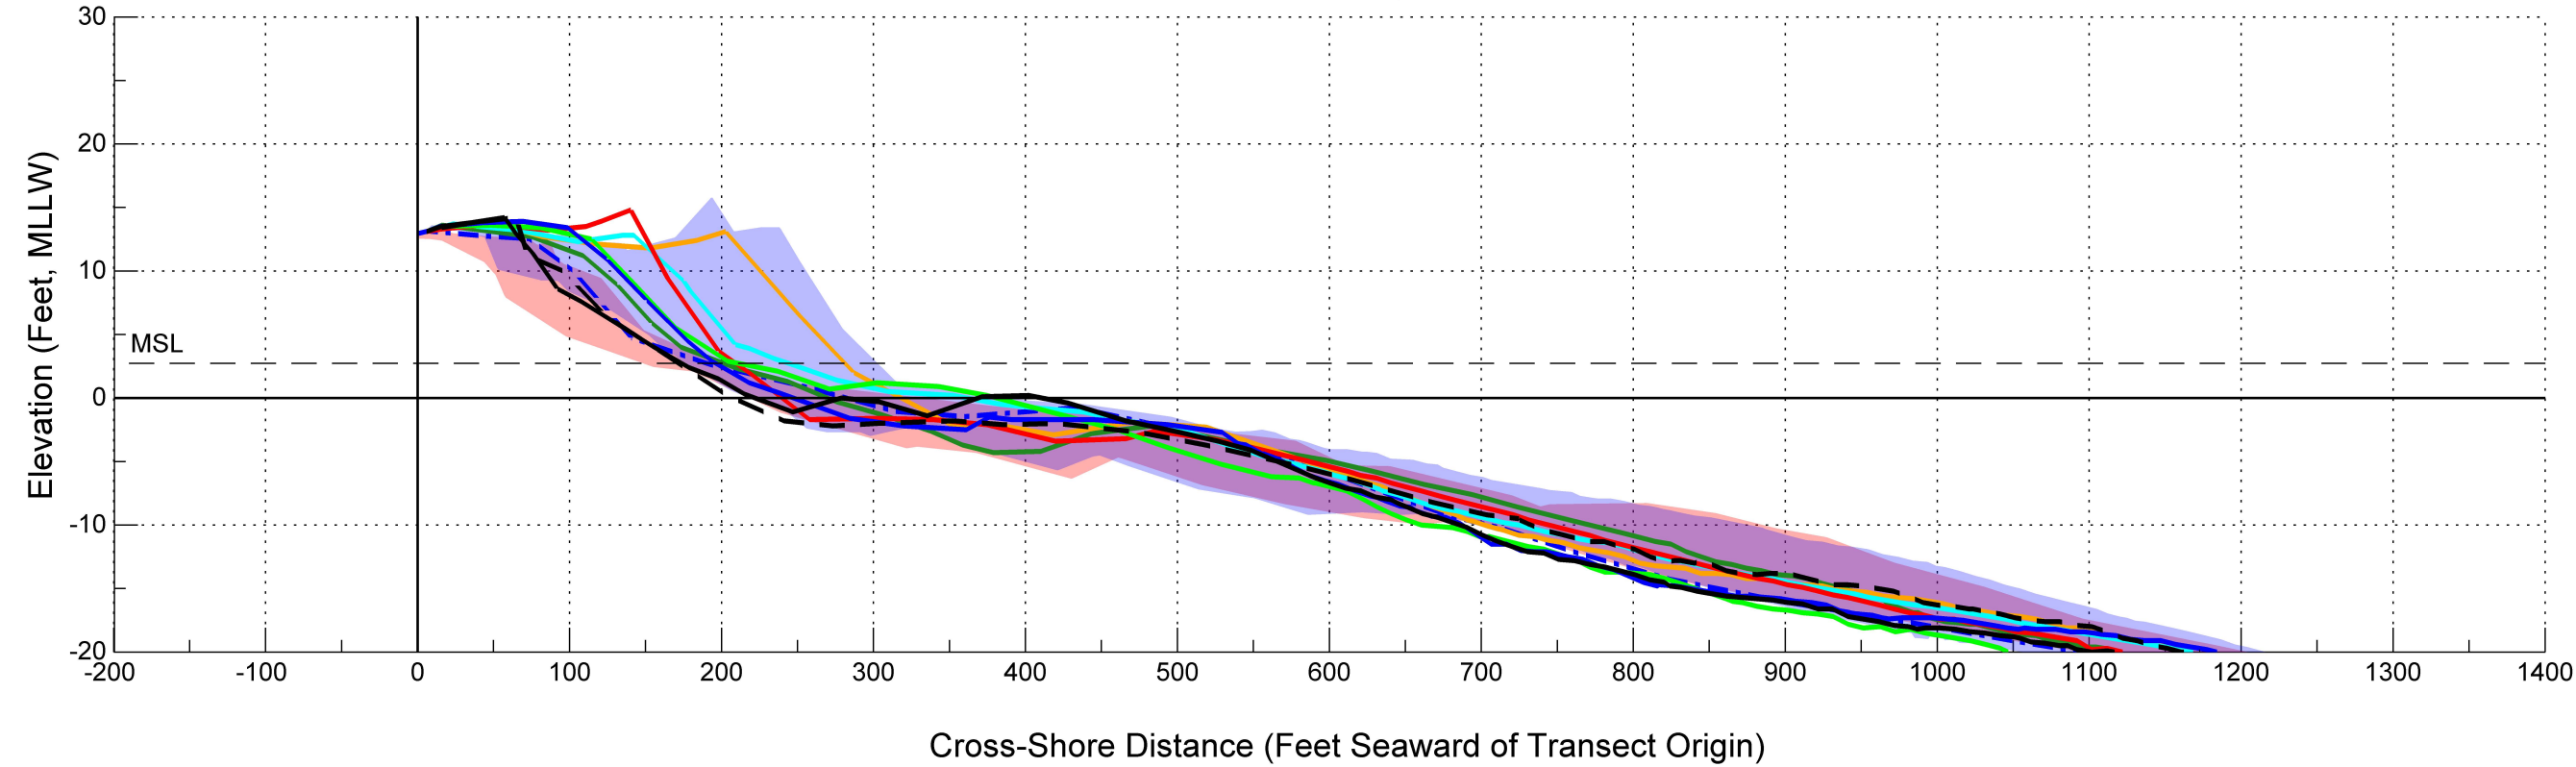 30
20
10
0
-10
-20
Elevation (Feet, MLLW)
MSL
-200 -100 0 100 200 300 400 500 600 700 800 900 1000 1100 1200 1300 1400
Cross-Shore Distance (Feet Seaward of Transect Origin)